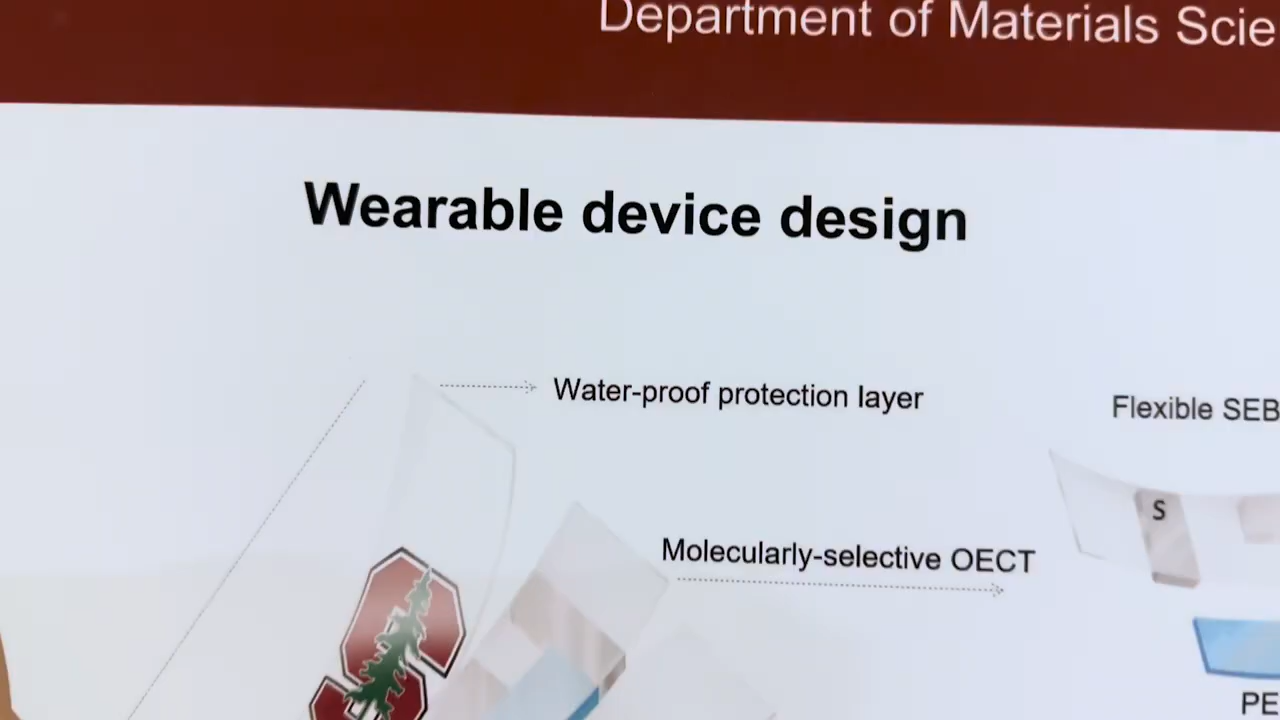 Department of Materials Scie
Wearable device design
Water-proof protection layer
Flexible SEB
S
Molecularly-selective OECT
PE